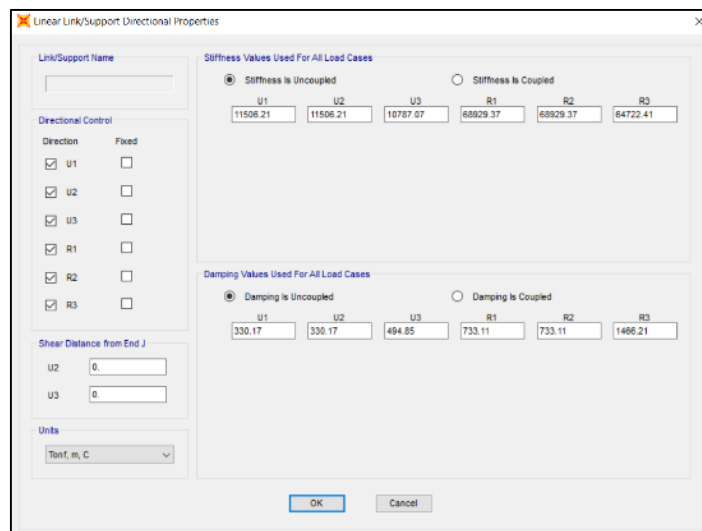 Linear Link/Support Directional Properties
Link/Support Name
Directional Control
Direction Fixed
U1
U2
U3
R1
R2
R3
Shear Distance from End J
U2 0.
U3 0.
Units
Tonf, m, C
Stiffness Values Used For All Load Cases
Stiffness Is Uncoupled Stiffness Is Coupled
U1 U2 U3 R1 R2 R3
11506.21 11506.21 10787.07 68929.37 68929.37 64722.41
Damping Values Used For All Load Cases
Damping Is Uncoupled Damping Is Coupled
U1 U2 U3 R1 R2 R3
330.17 330.17 494.85 733.11 733.11 1466.21
OK Cancel